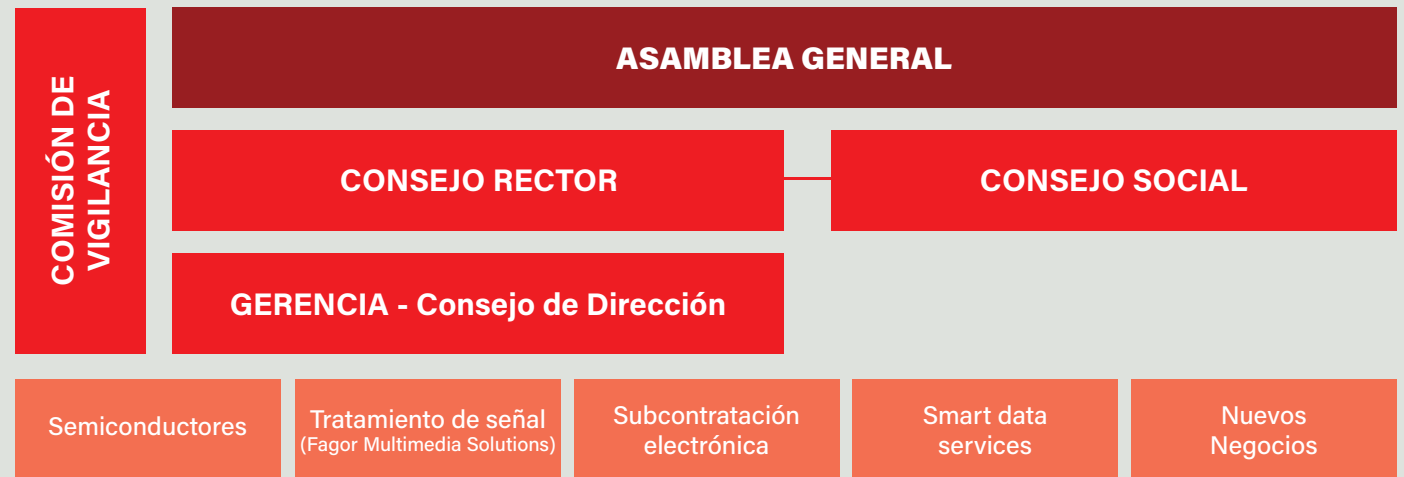 COMISIÓN DE
VIGILANCIA
ASAMBLEA GENERAL
CONSEJO RECTOR
CONSEJO SOCIAL
GERENCIA - Consejo de Dirección
Semiconductores
Tratamiento de señal
(Fagor Multimedia Solutions)
Subcontratación
electrónica
Smart data
services
Nuevos
Negocios